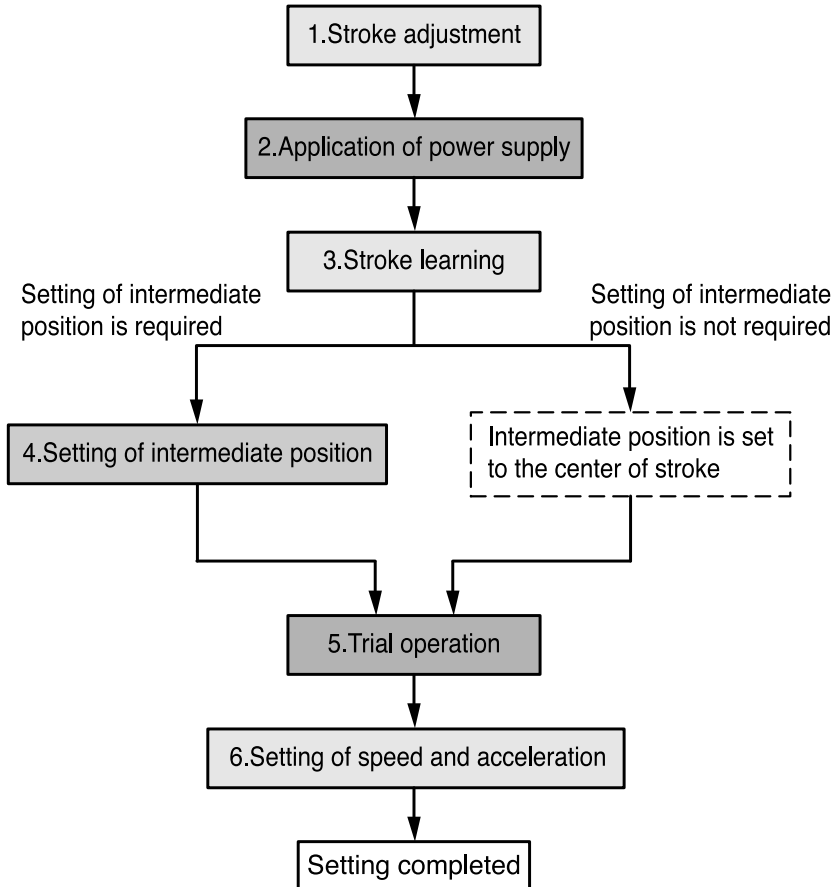 1.Stroke adjustment
2.Application of power supply
3.Stroke learning
Setting of intermediate
position is required
Setting of intermediate
position is not required
4.Setting of intermediate position
Intermediate position is set
to the center of stroke
5.Trial operation
6.Setting of speed and acceleration
Setting completed